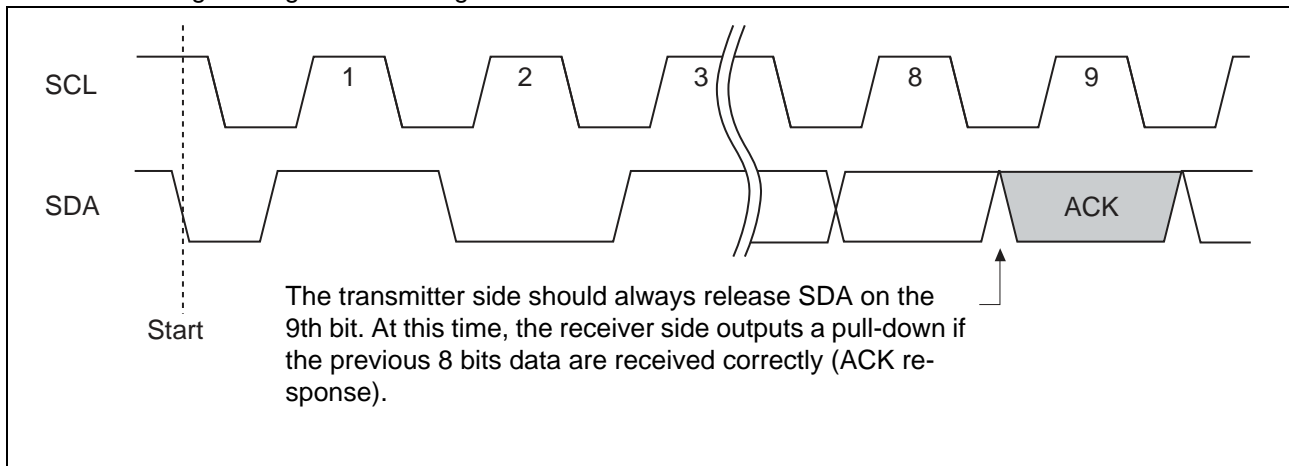 SCL
1
2
3
8
9
SDA
ACK
Start
The transmitter side should always release SDA on the
9th bit. At this time, the receiver side outputs a pull-down if
the previous 8 bits data are received correctly (ACK re-
sponse).